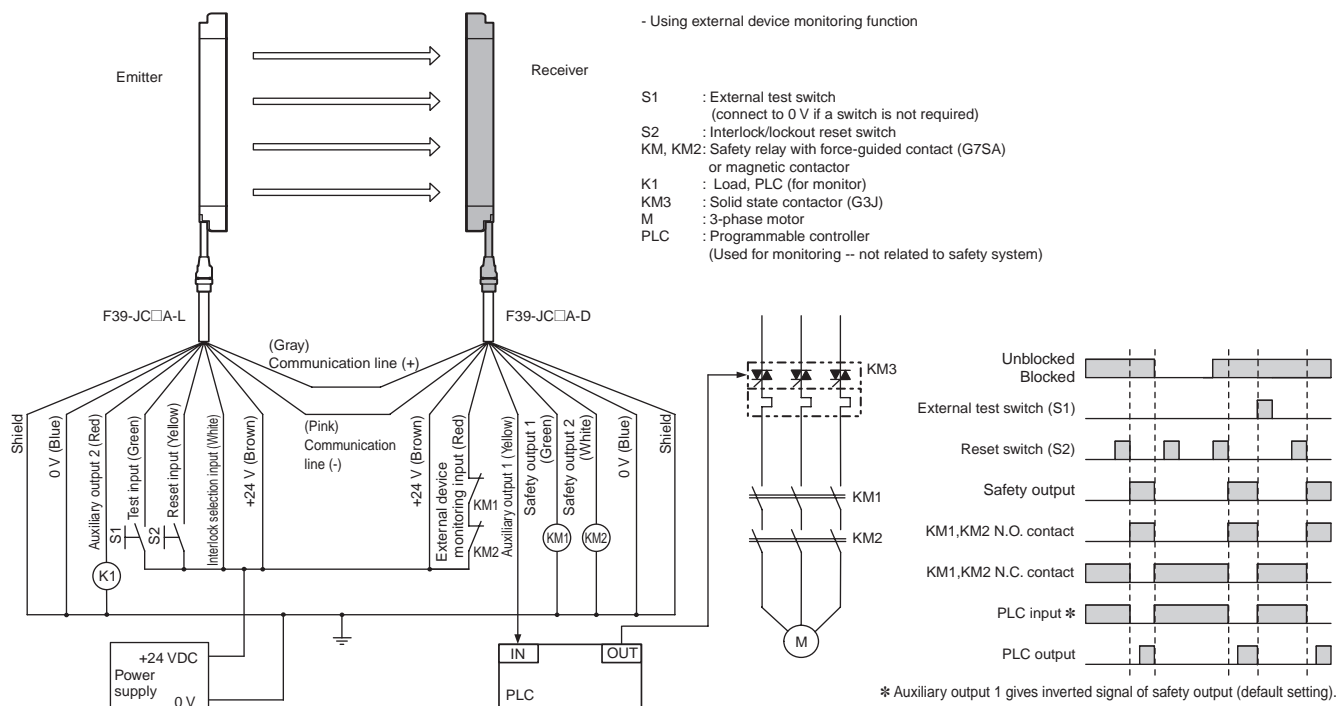 - Using external device monitoring function
Emitter
Receiver
S1 : External test switch
(connect to 0 V if a switch is not required)
S2 : Interlock/lockout reset switch
KM, KM2: Safety relay with force-guided contact (G7SA)
or magnetic contactor
K1 : Load, PLC (for monitor)
KM3 : Solid state contactor (G3J)
M : 3-phase motor
PLC : Programmable controller
(Used for monitoring -- not related to safety system)
F39-JC□A-L
F39-JC□A-D
(Gray)
Communication line (+)
(Pink)
Communication
line (-)
Shield
0 V (Blue)
Auxiliary output 2 (Red)
Test input (Green)
Reset input (Yellow)
Interlock selection input (White)
+24 V (Brown)
S1
S2
K1
+24 V (Brown)
External device
monitoring input (Red)
KM1
KM2
Auxiliary output 1 (Yellow)
Safety output 1
(Green)
Safety output 2
(White)
0 V (Blue)
Shield
KM1
KM2
+24 VDC
Power
supply
0 V
IN
OUT
PLC
KM3
KM1
KM2
M
Unblocked
Blocked
External test switch (S1)
Reset switch (S2)
Safety output
KM1,KM2 N.O. contact
KM1,KM2 N.C. contact
PLC input ✻
PLC output
✻ Auxiliary output 1 gives inverted signal of safety output (default setting).